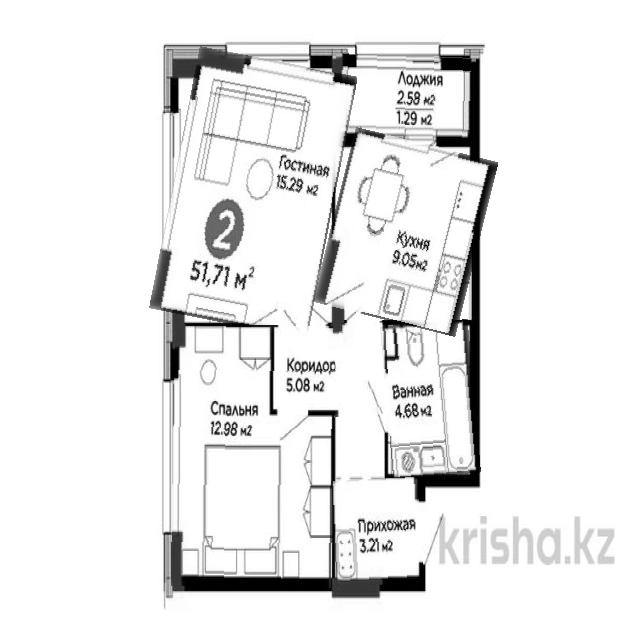 Лоджия
2.58 м2
1.29 м2
Гостиная
15.29 м2
2
51,71 м²
Кухня
9.05 м2
Коридор
5.08 м2
Ванная
4.68 м2
Спальня
12.98 м2
Прихожая
3.21 м2
krisha.kz